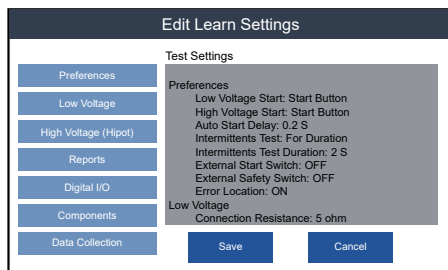 Edit Learn Settings
Test Settings
Preferences
Low Voltage
High Voltage (Hipot)
Reports
Digital I/O
Components
Data Collection
Preferences
Low Voltage Start: Start Button
High Voltage Start: Start Button
Auto Start Delay: 0.2 S
Intermittents Test: For Duration
Intermittents Test Duration: 2 S
External Start Switch: OFF
External Safety Switch: OFF
Error Location: ON
Low Voltage
Connection Resistance: 5 ohm
Save
Cancel